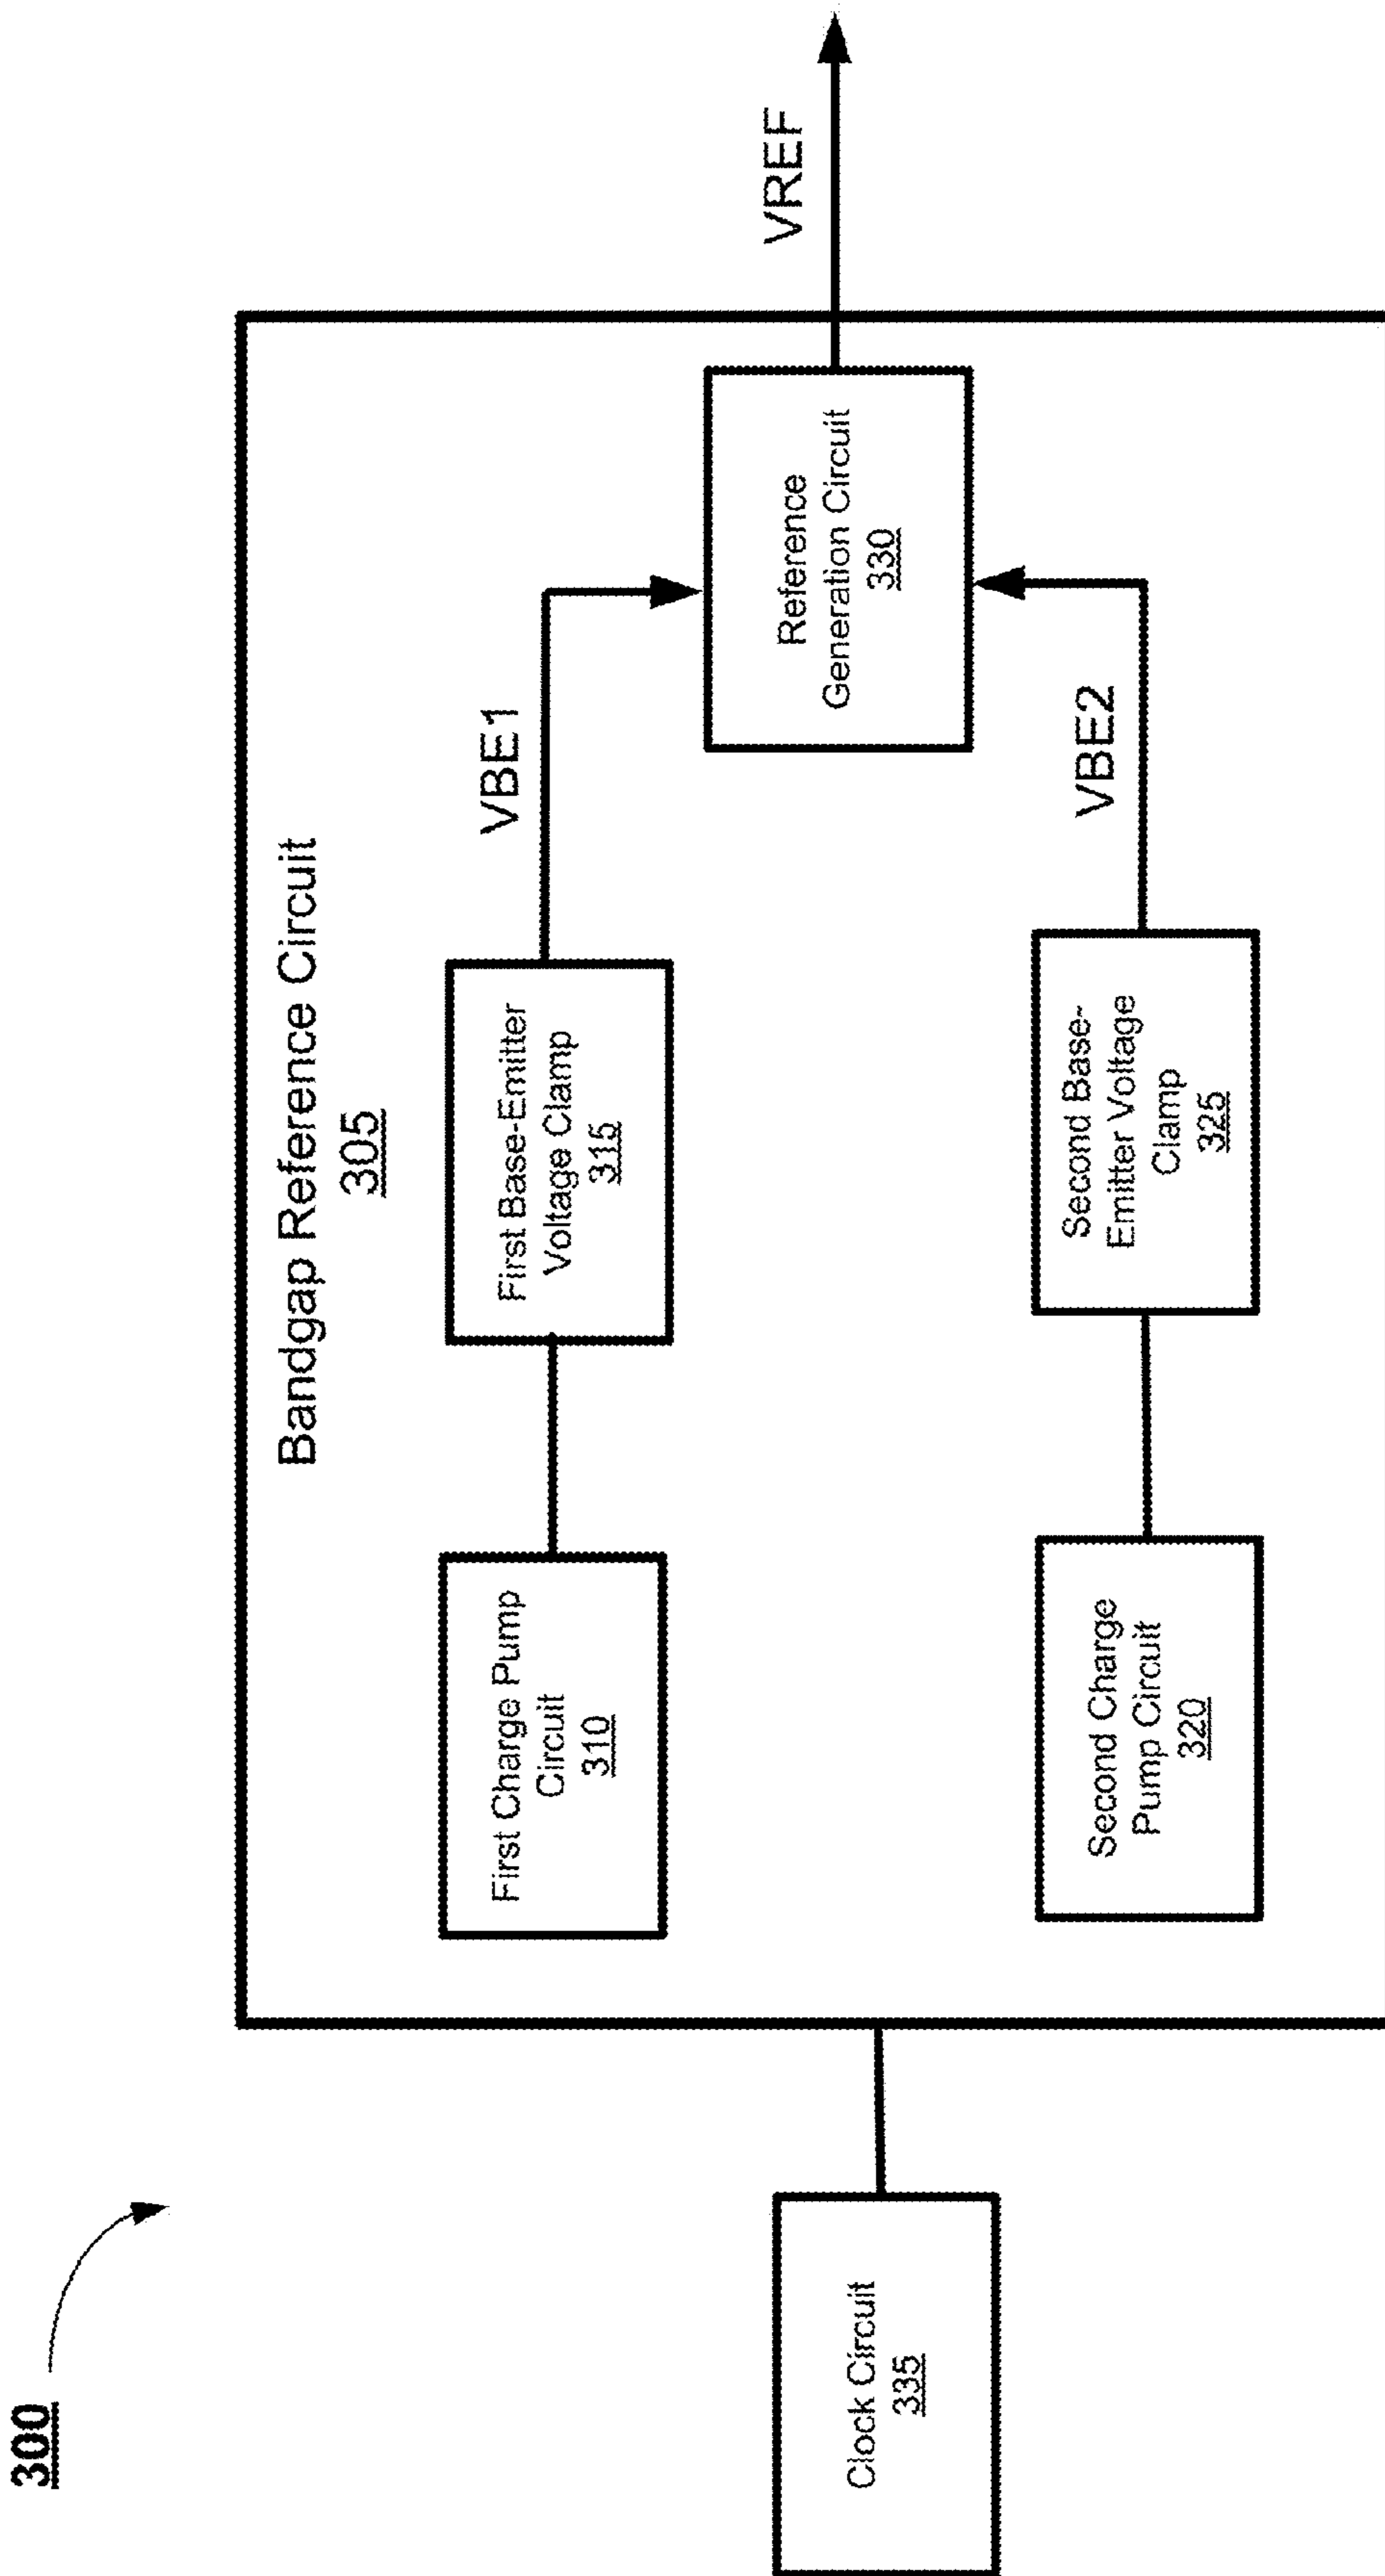 300
Bandgap Reference Circuit
305
First Charge Pump
Circuit
310
First Base-Emitter
Voltage Clamp
315
VBE1
Clock Circuit
335
Reference
Generation Circuit
330
VREF
Second Charge
Pump Circuit
320
Second Base-
Emitter Voltage
Clamp
325
VBE2